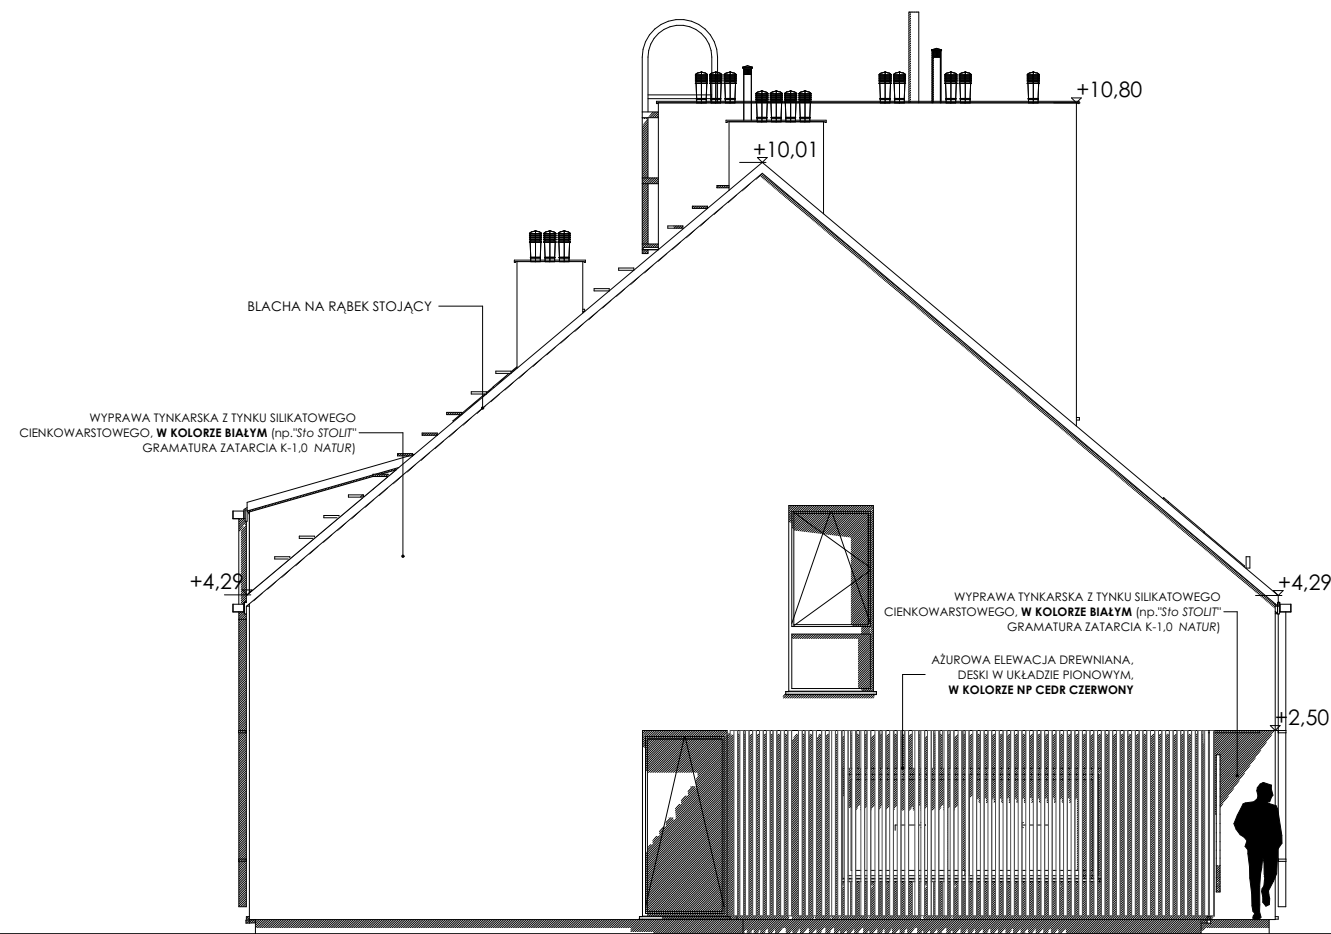 +10,80
+10,01
BLACHA NA RĄBEK STOJĄCY
WYPRAWA TYNKARSKA Z TYNKU SILIKATOWEGO
CIENKOWARSTOWEGO, W KOLORZE BIAŁYM (np."Sto STOLIT"
GRAMATURA ZATARCIA K-1,0 NATUR)
+4,29
+4,29
WYPRAWA TYNKARSKA Z TYNKU SILIKATOWEGO
CIENKOWARSTOWEGO, W KOLORZE BIAŁYM (np."Sto STOLIT"
GRAMATURA ZATARCIA K-1,0 NATUR)
AŻUROWA ELEWACJA DREWNIANA,
DESKI W UKŁADZIE PIONOWYM,
W KOLORZE NP CEDR CZERWONY
+2,50